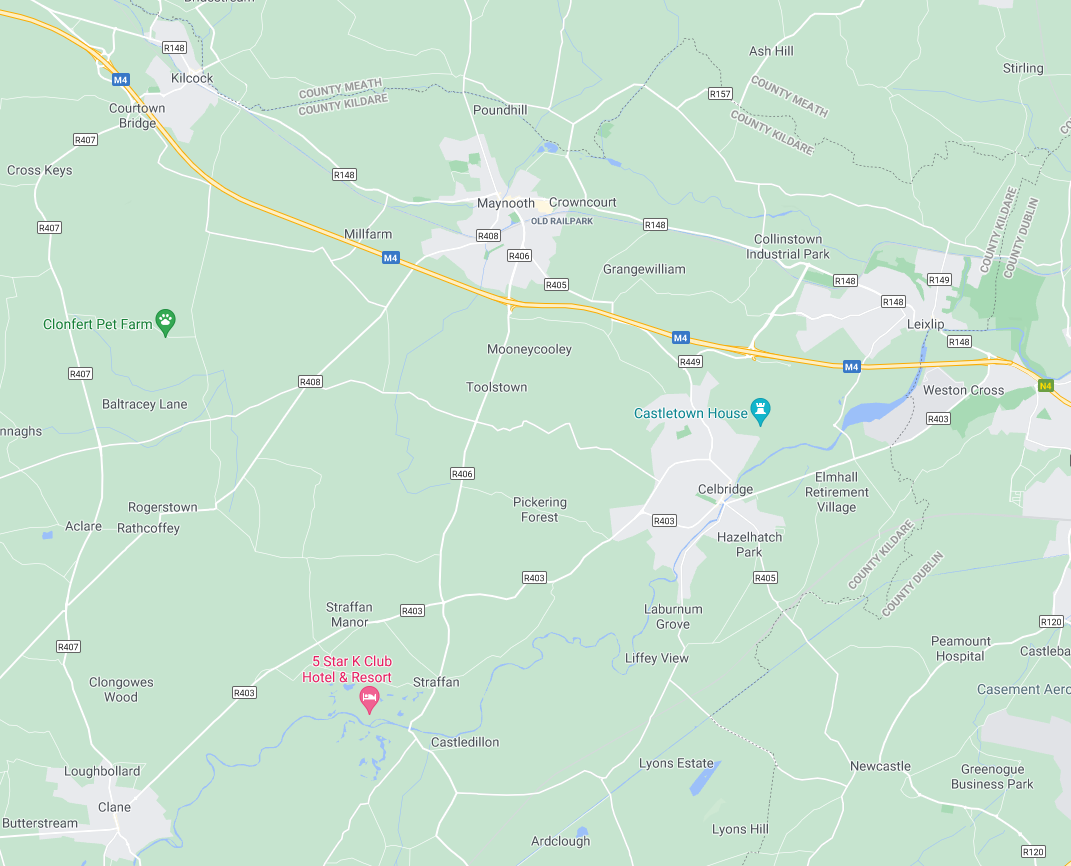 R148
Kilcock
M4
Courtown
Bridge
COUNTY MEATH
COUNTY KILDARE
Poundhill
Ash Hill
Stirling
R157
COUNTY MEATH
COUNTY KILDARE
R407
Cross Keys
R148
R407
Maynooth
Crowncourt
OLD RAILPARK
R148
COUNTY KILDARE
COUNTY DUBLIN
Millfarm
R408
M4
R406
Collinstown
Industrial Park
Grangewilliam
R405
R148
R149
R148
Clonfert Pet Farm
Leixlip
M4
R148
Mooneycooley
R449
M4
R407
R408
Toolstown
N4
Weston Cross
Baltracey Lane
Castletown House
R403
nnaghs
R406
Celbridge
Elmhall
Retirement
Village
Rogerstown
Pickering
Forest
Aclare
Rathcoffey
R403
Hazelhatch
Park
COUNTY KILDARE
COUNTY DUBLIN
R403
R405
Straffan
Manor
R403
Laburnum
Grove
R120
R407
Peamount
Hospital
Castleba
5 Star K Club
Hotel & Resort
Liffey View
Clongowes
Wood
R403
Straffan
Casement Aero
Castledillon
Loughbollard
Lyons Estate
Newcastle
Greenogue
Business Park
Clane
Butterstream
Ardclough
Lyons Hill
R120